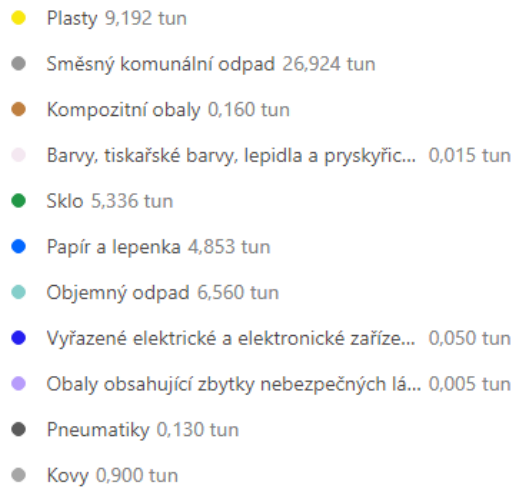 Plasty 9,192 tun
Směsný komunální odpad 26,924 tun
Kompozitní obaly 0,160 tun
Barvy, tiskařské barvy, lepidla a pryskyřic... 0,015 tun
Sklo 5,336 tun
Papír a lepenka 4,853 tun
Objemný odpad 6,560 tun
Vyřazené elektrické a elektronické zaříze... 0,050 tun
Obaly obsahující zbytky nebezpečných lá... 0,005 tun
Pneumatiky 0,130 tun
Kovy 0,900 tun